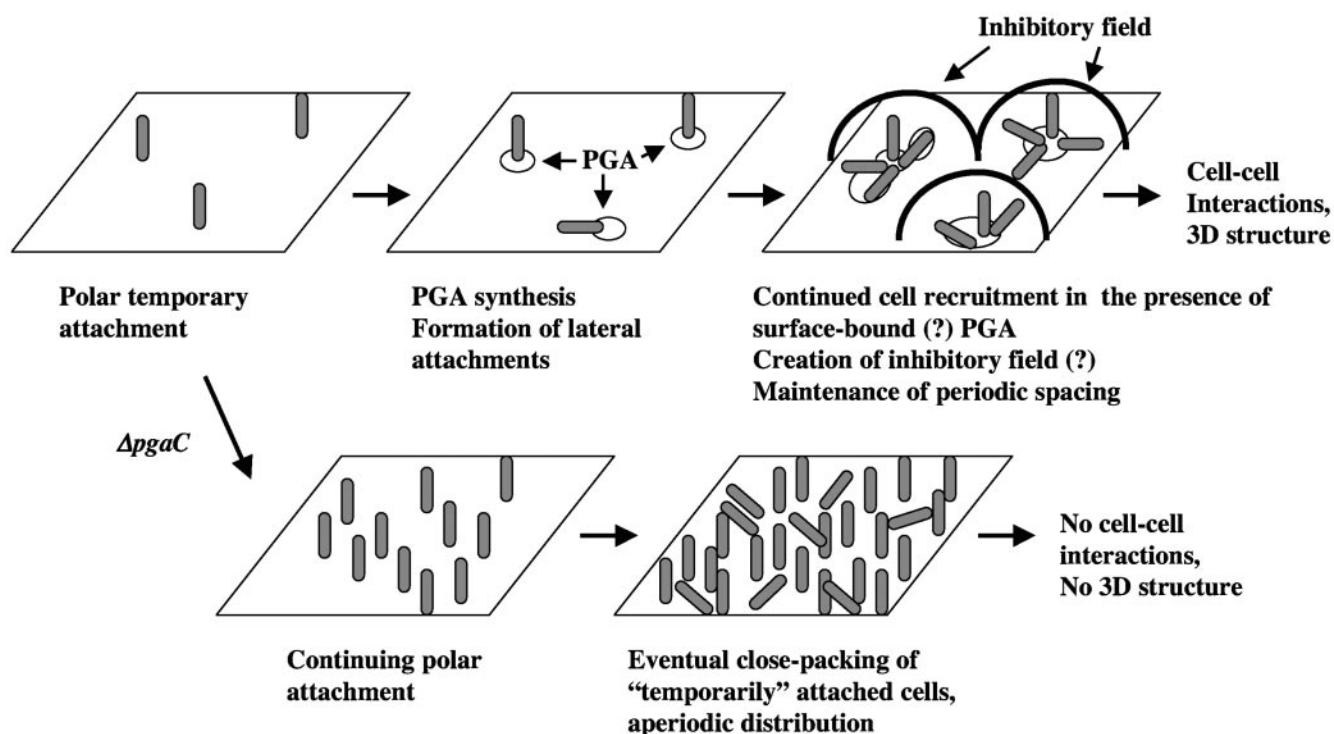 Inhibitory field
PGA
Cell-cell
Interactions,
3D structure
Polar temporary
attachment
PGA synthesis
Formation of lateral
attachments
Continued cell recruitment in the presence of
surface-bound (?) PGA
Creation of inhibitory field (?)
Maintenance of periodic spacing
ΔpgaC
No cell-cell
interactions,
No 3D structure
Continuing polar
attachment
Eventual close-packing of
“temporarily” attached cells,
aperiodic distribution